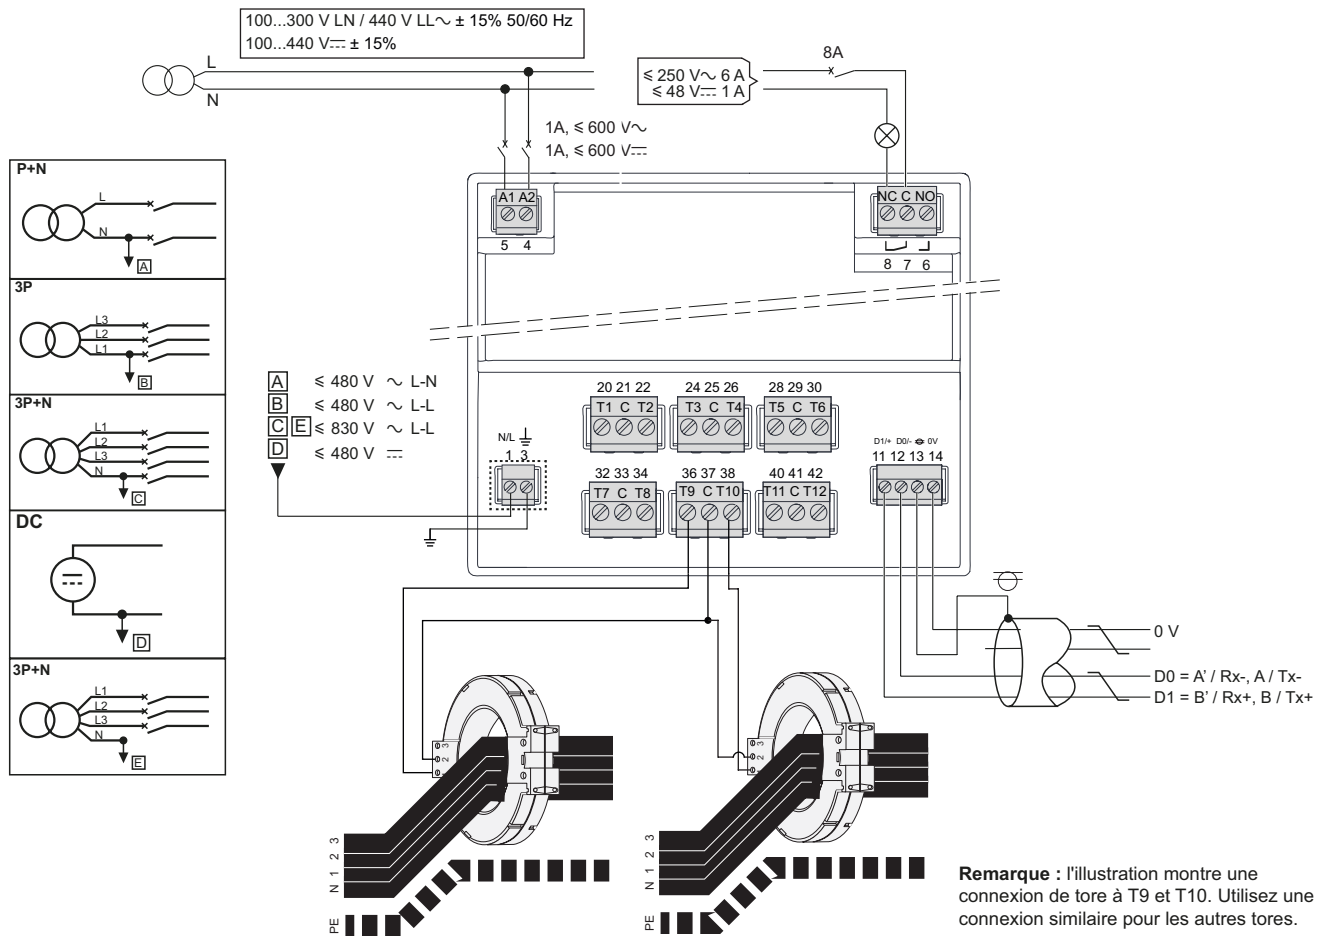 100...300 V LN / 440 V LL∼ ± 15% 50/60 Hz
100...440 V⎓ ± 15%
L
N
≤ 250 V∼ 6 A
≤ 48 V⎓ 1 A
8A
1A, ≤ 600 V∼
1A, ≤ 600 V⎓
A1 A2
5 4
NC C NO
8 7 6
P+N
L
N
A
3P
L3
L2
L1
B
3P+N
L1
L2
L3
N
C
DC
D
3P+N
L1
L2
L3
N
E
A ≤ 480 V ∼ L-N
B ≤ 480 V ∼ L-L
C E ≤ 830 V ∼ L-L
D ≤ 480 V ⎓
N/L
1 3
20 21 22
T1 C T2
24 25 26
T3 C T4
28 29 30
T5 C T6
32 33 34
T7 C T8
36 37 38
T9 C T10
40 41 42
T11 C T12
D1/+ D0/- 0V
11 12 13 14
0 V
D0 = A' / Rx-, A / Tx-
D1 = B' / Rx+, B / Tx+
3
2
3
2
N 1 2 3
PE
N 1 2 3
PE
Remarque : l'illustration montre une
connexion de tore à T9 et T10. Utilisez une
connexion similaire pour les autres tores.